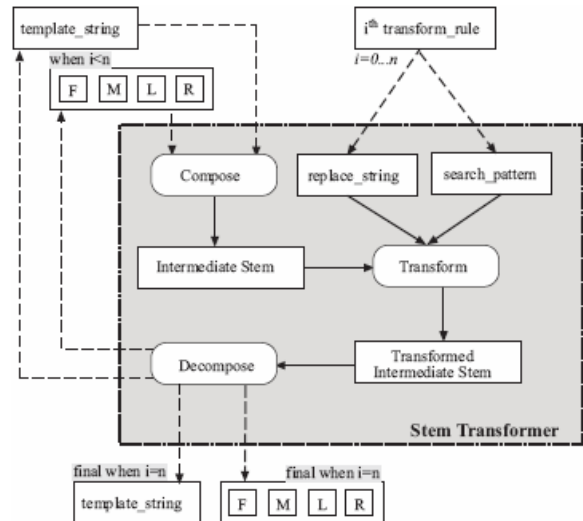 template_string
i^th transform_rule
when i<n
i=0...n
F M L R
Compose
replace_string
search_pattern
Intermediate Stem
Transform
Decompose
Transformed
Intermediate Stem
Stem Transformer
final when i=n
final when i=n
template_string
F M L R